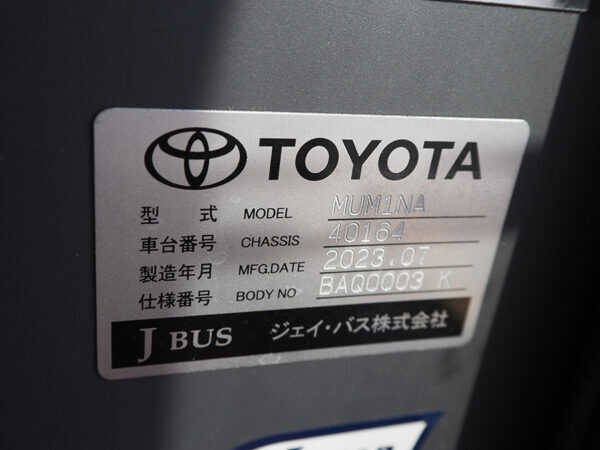 TOYOTA
型 式 MODEL MUM1NA
車台番号 CHASSIS 40164
製造年月 MFG.DATE 2023.07
仕様番号 BODY NO BAQ0003 K
J BUS ジェイ・バス株式会社